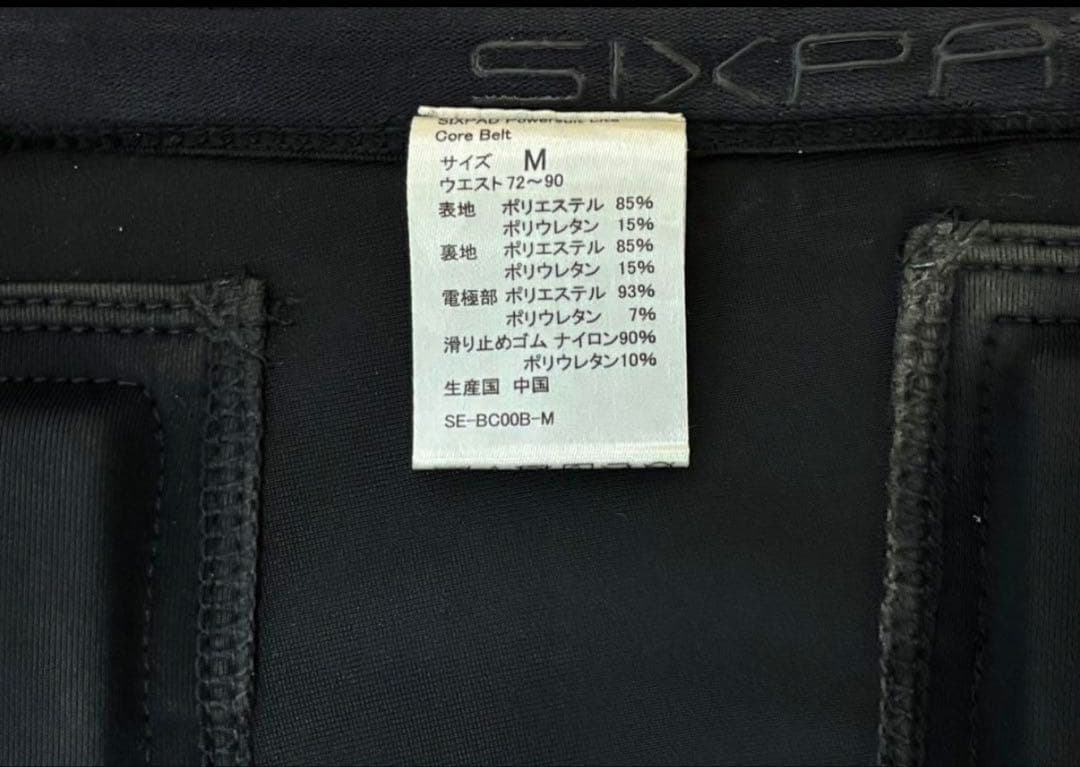 SIXPA
SIXPAD Powersuit Lite
Core Belt
サイズ M
ウエスト 72～90
表地 ポリエステル 85%
ポリウレタン 15%
裏地 ポリエステル 85%
ポリウレタン 15%
電極部 ポリエステル 93%
ポリウレタン 7%
滑り止めゴム ナイロン90%
ポリウレタン10%
生産国 中国
SE-BC00B-M